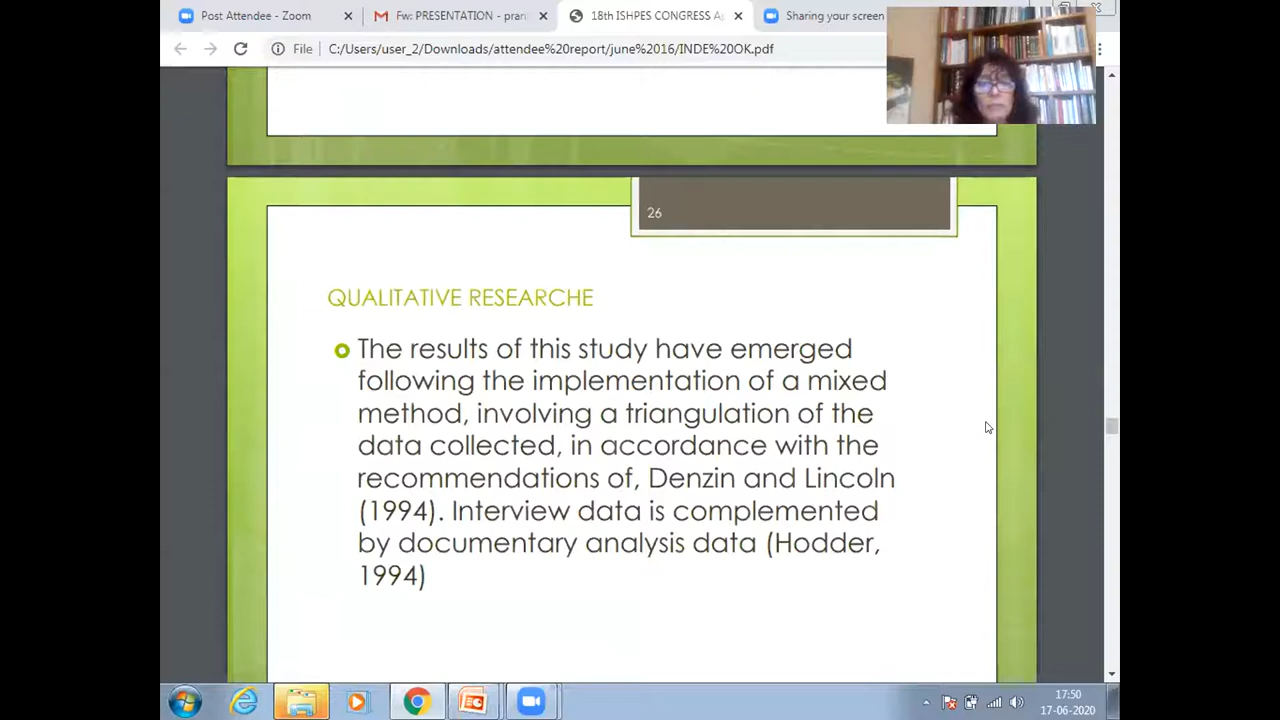 Post Attendee - Zoom
Fw: PRESENTATION - pran
18th ISHPES CONGRESS A
Sharing your screen
File
C:/Users/user_2/Downloads/attendee%20report/june%2016/INDE%20OK.pdf
26
QUALITATIVE RESEARCHE
The results of this study have emerged
following the implementation of a mixed
method, involving a triangulation of the
data collected, in accordance with the
recommendations of, Denzin and Lincoln
(1994). Interview data is complemented
by documentary analysis data (Hodder,
1994)
17:50
17-06-2020